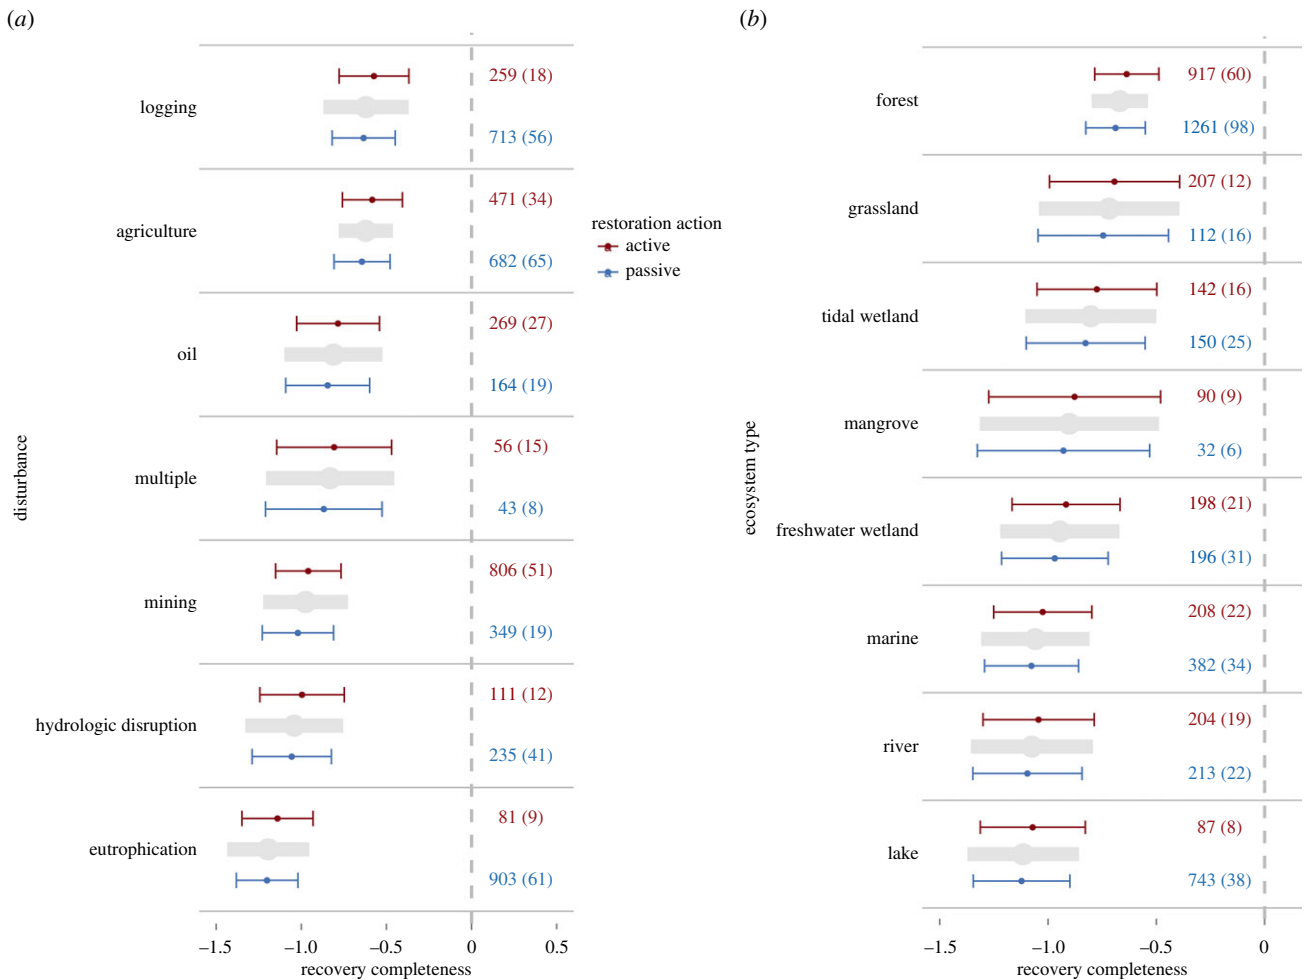 (a)
disturbance
logging
259 (18)
713 (56)
agriculture
471 (34)
682 (65)
oil
269 (27)
164 (19)
multiple
56 (15)
43 (8)
mining
806 (51)
349 (19)
hydrologic disruption
111 (12)
235 (41)
eutrophication
81 (9)
903 (61)
–1.5 –1.0 –0.5 0 0.5
recovery completeness
restoration action
active
passive
(b)
ecosystem type
forest
917 (60)
1261 (98)
grassland
207 (12)
112 (16)
tidal wetland
142 (16)
150 (25)
mangrove
90 (9)
32 (6)
freshwater wetland
198 (21)
196 (31)
marine
208 (22)
382 (34)
river
204 (19)
213 (22)
lake
87 (8)
743 (38)
–1.5 –1.0 –0.5 0
recovery completeness